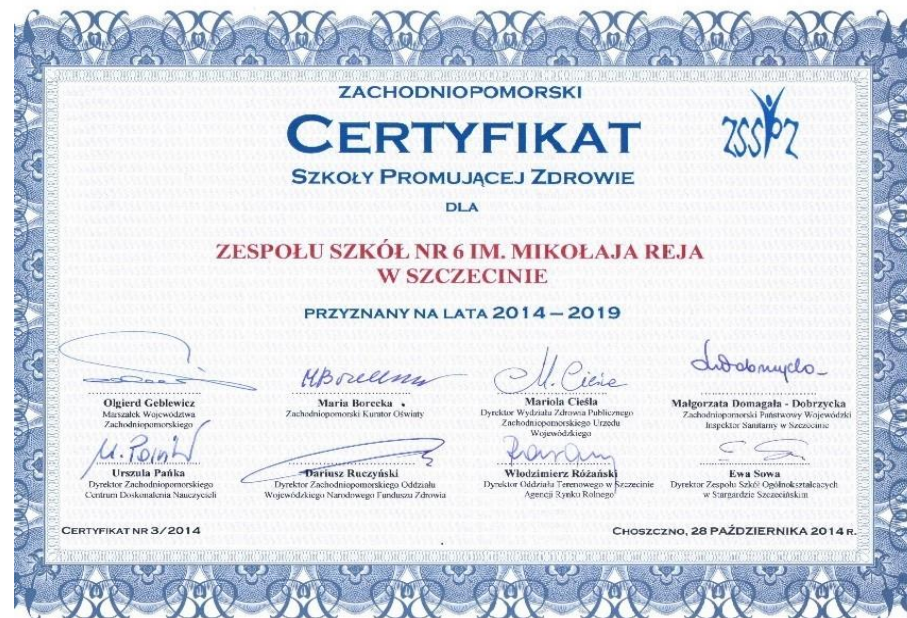 ZACHODNIOPOMORSKI
CERTYFIKAT
ZSSPZ
SZKOŁY PROMUJĄCEJ ZDROWIE
DLA
ZESPOŁU SZKÓŁ NR 6 IM. MIKOŁAJA REJA
W SZCZECINIE
PRZYZNANY NA LATA 2014 – 2019
Olgierd Geblewicz
Marszałek Województwa
Zachodniopomorskiego
M Borecka
Maria Borecka
Zachodniopomorski Kurator Oświaty
M. Cieśla
Mariola Cieśla
Dyrektor Wydziału Zdrowia Publicznego
Zachodniopomorskiego Urzędu
Wojewódzkiego
Małgorzata Domagała - Dobrzycka
Zachodniopomorski Państwowy Wojewódzki
Inspektor Sanitarny w Szczecinie
U. Pańka
Urszula Pańka
Dyrektor Zachodniopomorskiego
Centrum Doskonalenia Nauczycieli
Dariusz Ruczyński
Dyrektor Zachodniopomorskiego Oddziału
Wojewódzkiego Narodowego Funduszu Zdrowia
Włodzimierz Różański
Dyrektor Oddziału Terenowego w Szczecinie
Agencji Rynku Rolnego
Ewa Sowa
Dyrektor Zespołu Szkół Ogólnokształcących
w Stargardzie Szczecińskim
CERTYFIKAT NR 3/2014
CHOSZCZNO, 28 PAŹDZIERNIKA 2014 R.